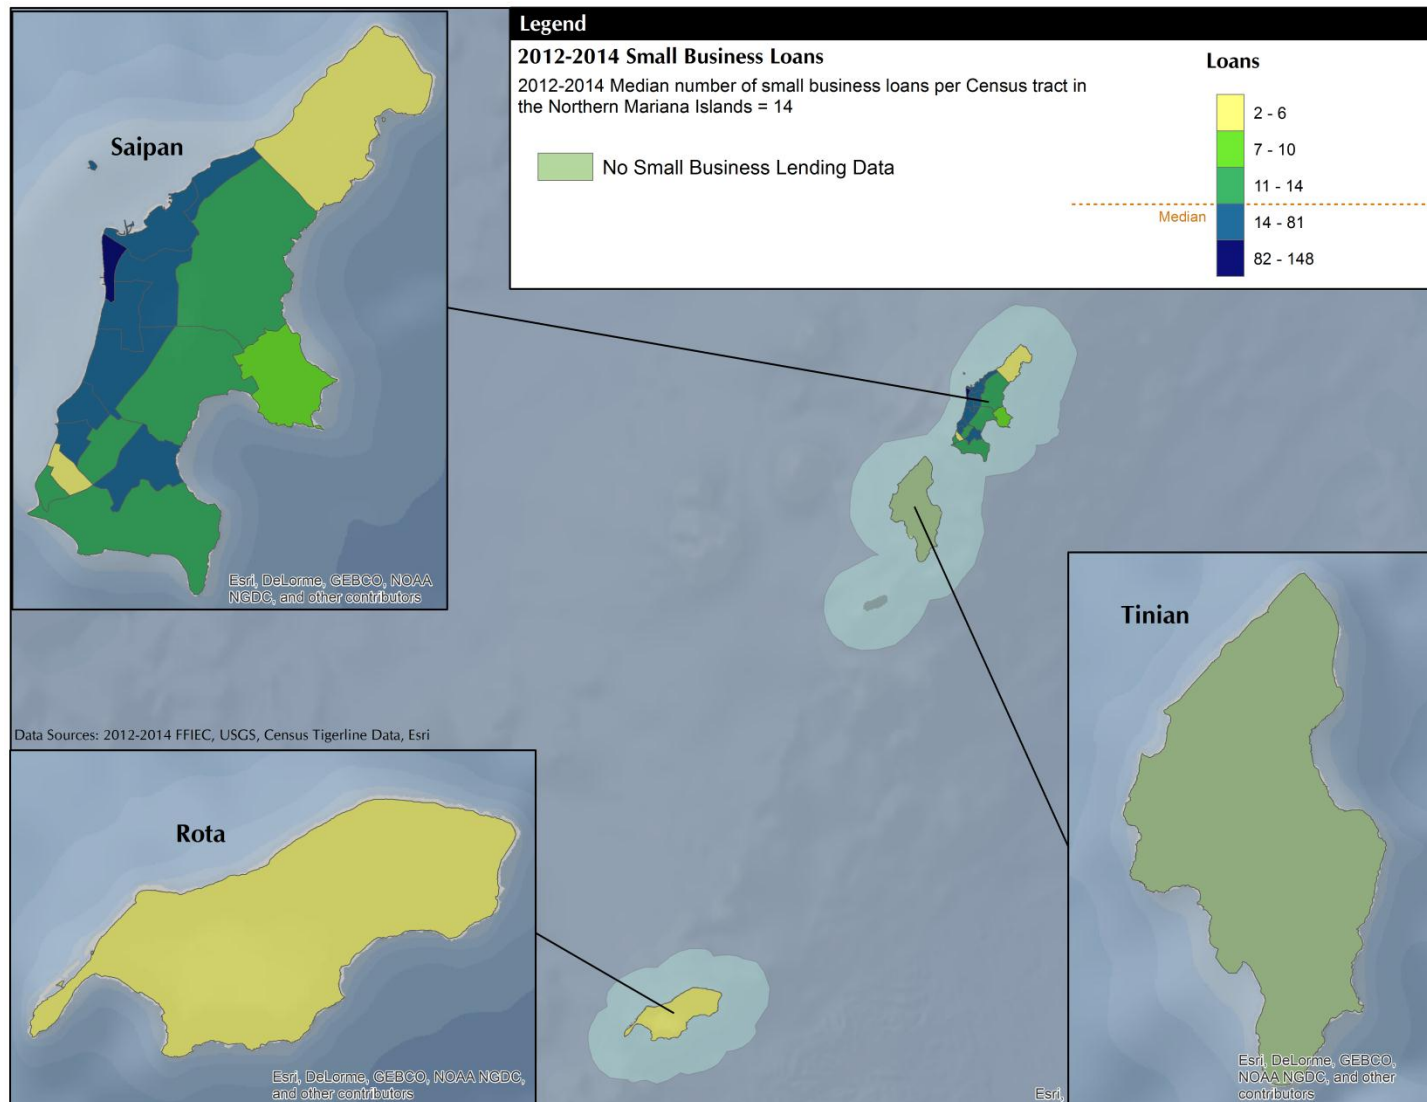 Legend
2012-2014 Small Business Loans
2012-2014 Median number of small business loans per Census tract in
the Northern Mariana Islands = 14
No Small Business Lending Data
Loans
2 - 6
7 - 10
11 - 14
Median
14 - 81
82 - 148
Saipan
Esri, DeLorme, GEBCO, NOAA
NGDC, and other contributors
Tinian
Esri, DeLorme, GEBCO,
NOAA NGDC, and other
contributors
Data Sources: 2012-2014 FFIEC, USGS, Census Tigerline Data, Esri
Rota
Esri, DeLorme, GEBCO, NOAA NGDC,
and other contributors
Esri,